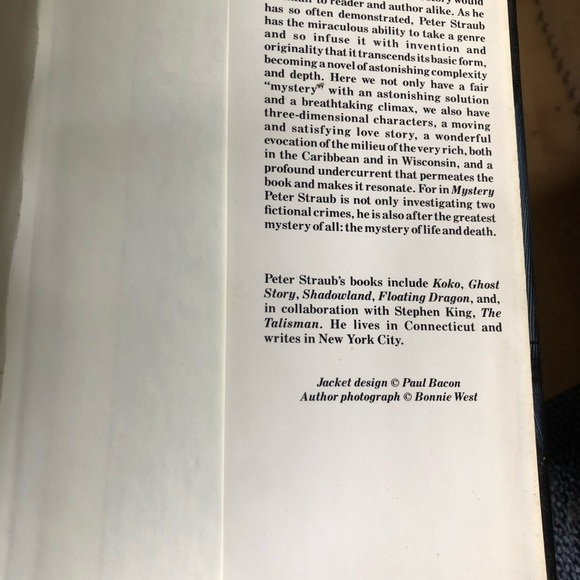 to reader and author alike. As he
has so often demonstrated, Peter Straub
has the miraculous ability to take a genre
and so infuse it with invention and
originality that it transcends its basic form,
becoming a novel of astonishing complexity
and depth. Here we not only have a fair
“mystery” with an astonishing solution
and a breathtaking climax, we also have
three-dimensional characters, a moving
and satisfying love story, a wonderful
evocation of the milieu of the very rich, both
in the Caribbean and in Wisconsin, and a
profound undercurrent that permeates the
book and makes it resonate. For in Mystery
Peter Straub is not only investigating two
fictional crimes, he is also after the greatest
mystery of all: the mystery of life and death.
Peter Straub's books include Koko, Ghost
Story, Shadowland, Floating Dragon, and,
in collaboration with Stephen King, The
Talisman. He lives in Connecticut and
writes in New York City.
Jacket design © Paul Bacon
Author photograph © Bonnie West